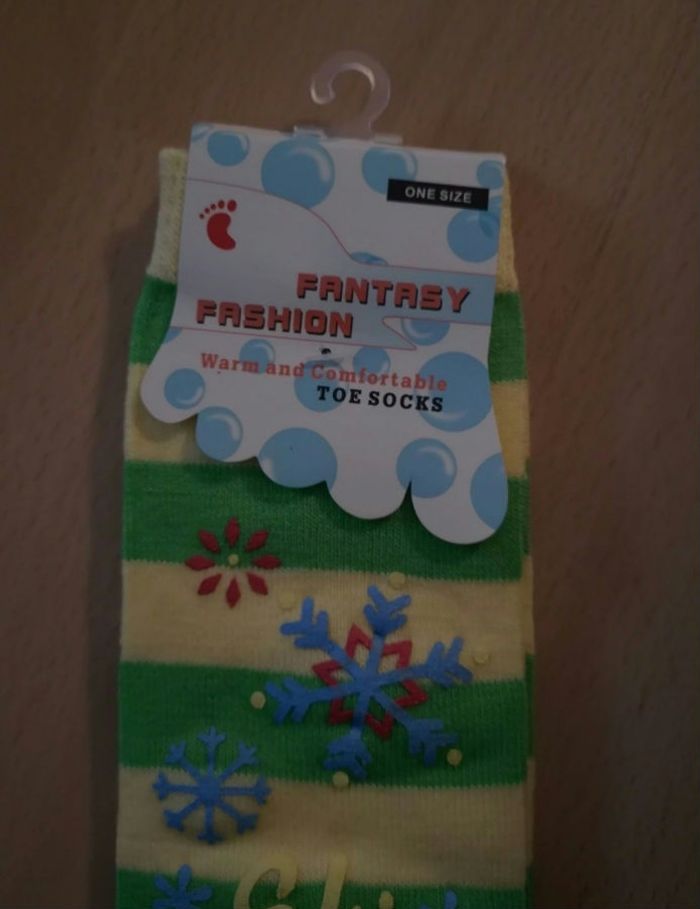 ONE SIZE
FANTASY
FASHION
Warm and Comfortable
TOE SOCKS